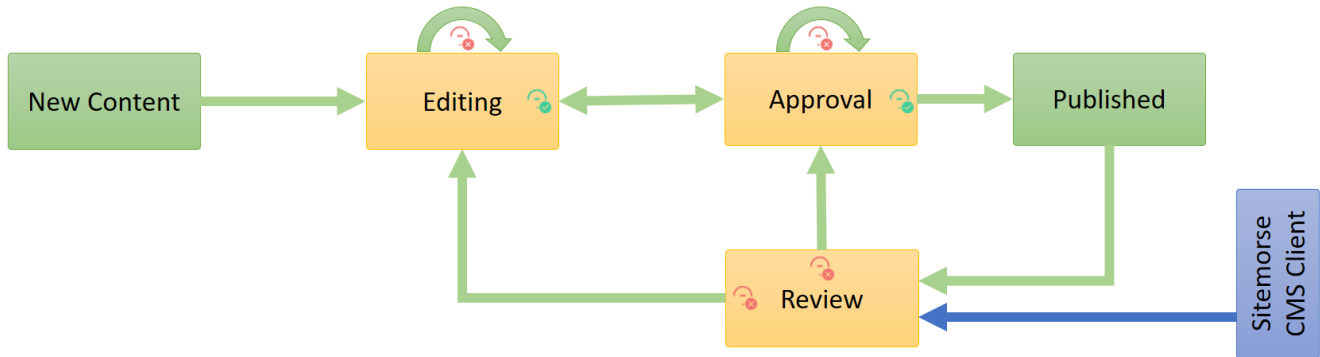 New Content
Editing
Approval
Published
Review
Sitemorse
CMS Client